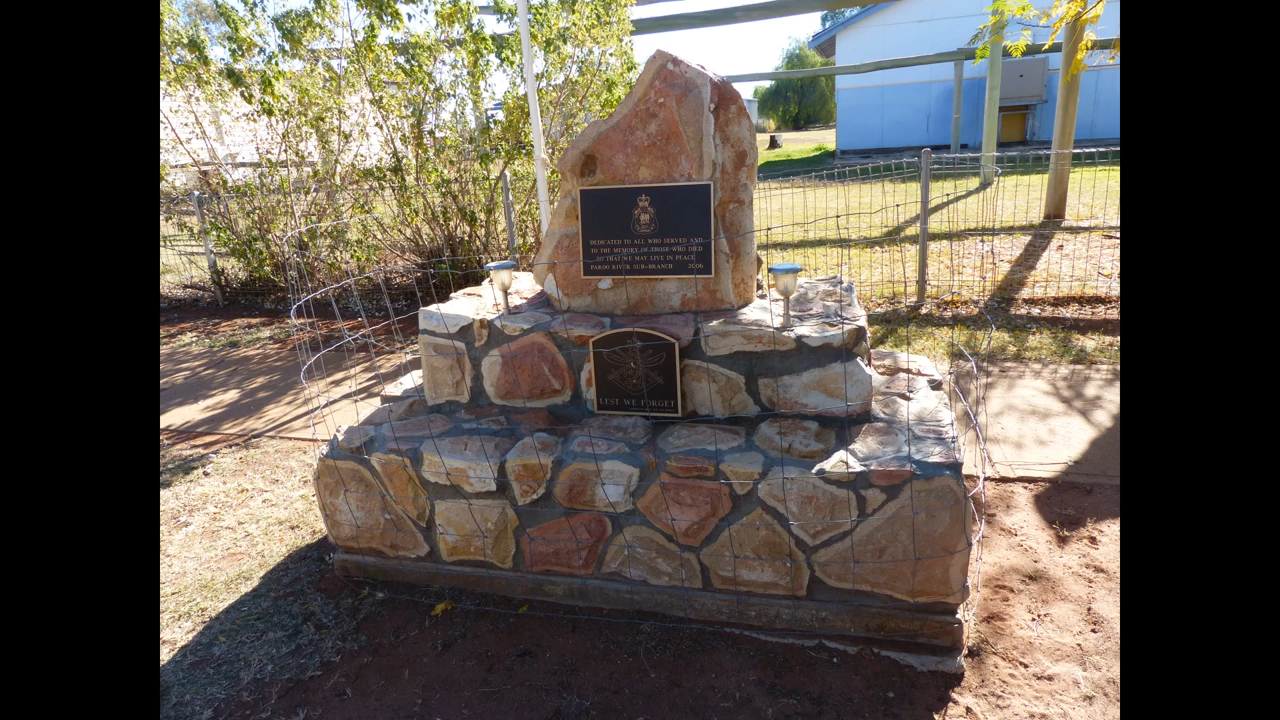 DEDICATED TO ALL WHO SERVED AND
TO THE MEMORY OF THOSE WHO DIED
SO THAT WE MAY LIVE IN PEACE
PAROO RIVER SUB-BRANCH 2006
LEST WE FORGET